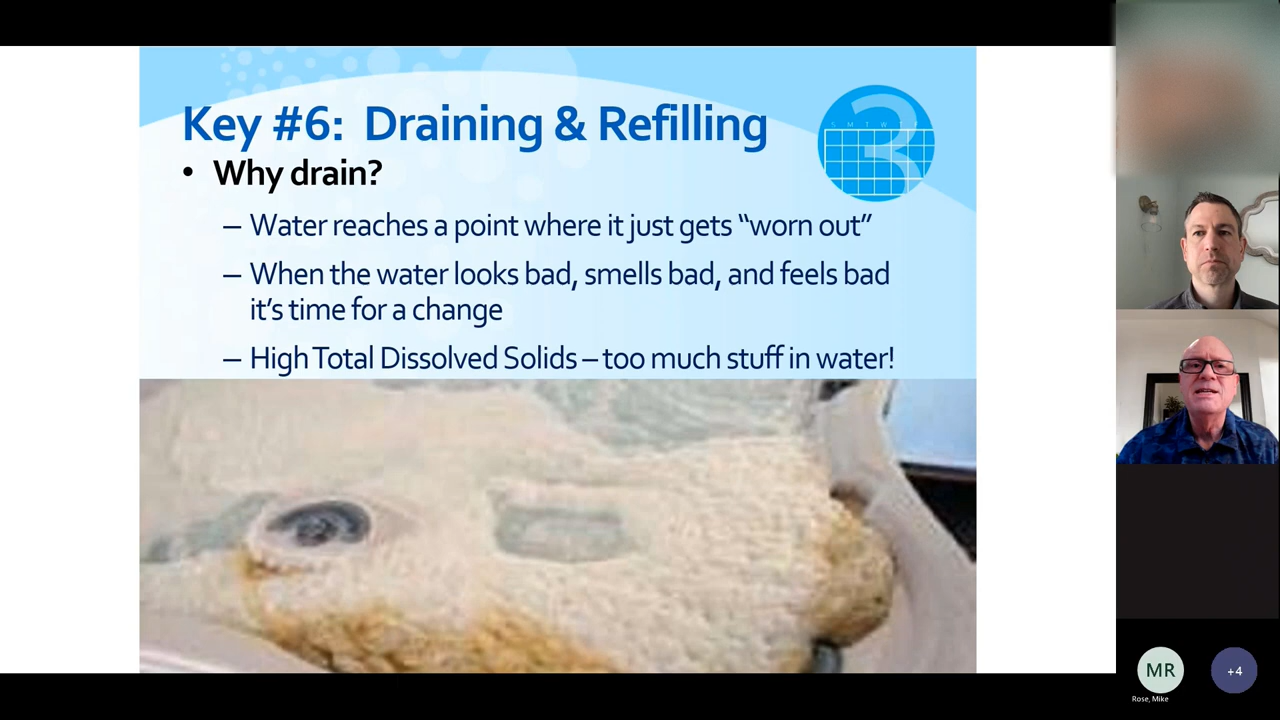 Key #6: Draining & Refilling
3
S M T W T F
• Why drain?
– Water reaches a point where it just gets “worn out”
– When the water looks bad, smells bad, and feels bad
it’s time for a change
– High Total Dissolved Solids – too much stuff in water!
MR
Rose, Mike
+4